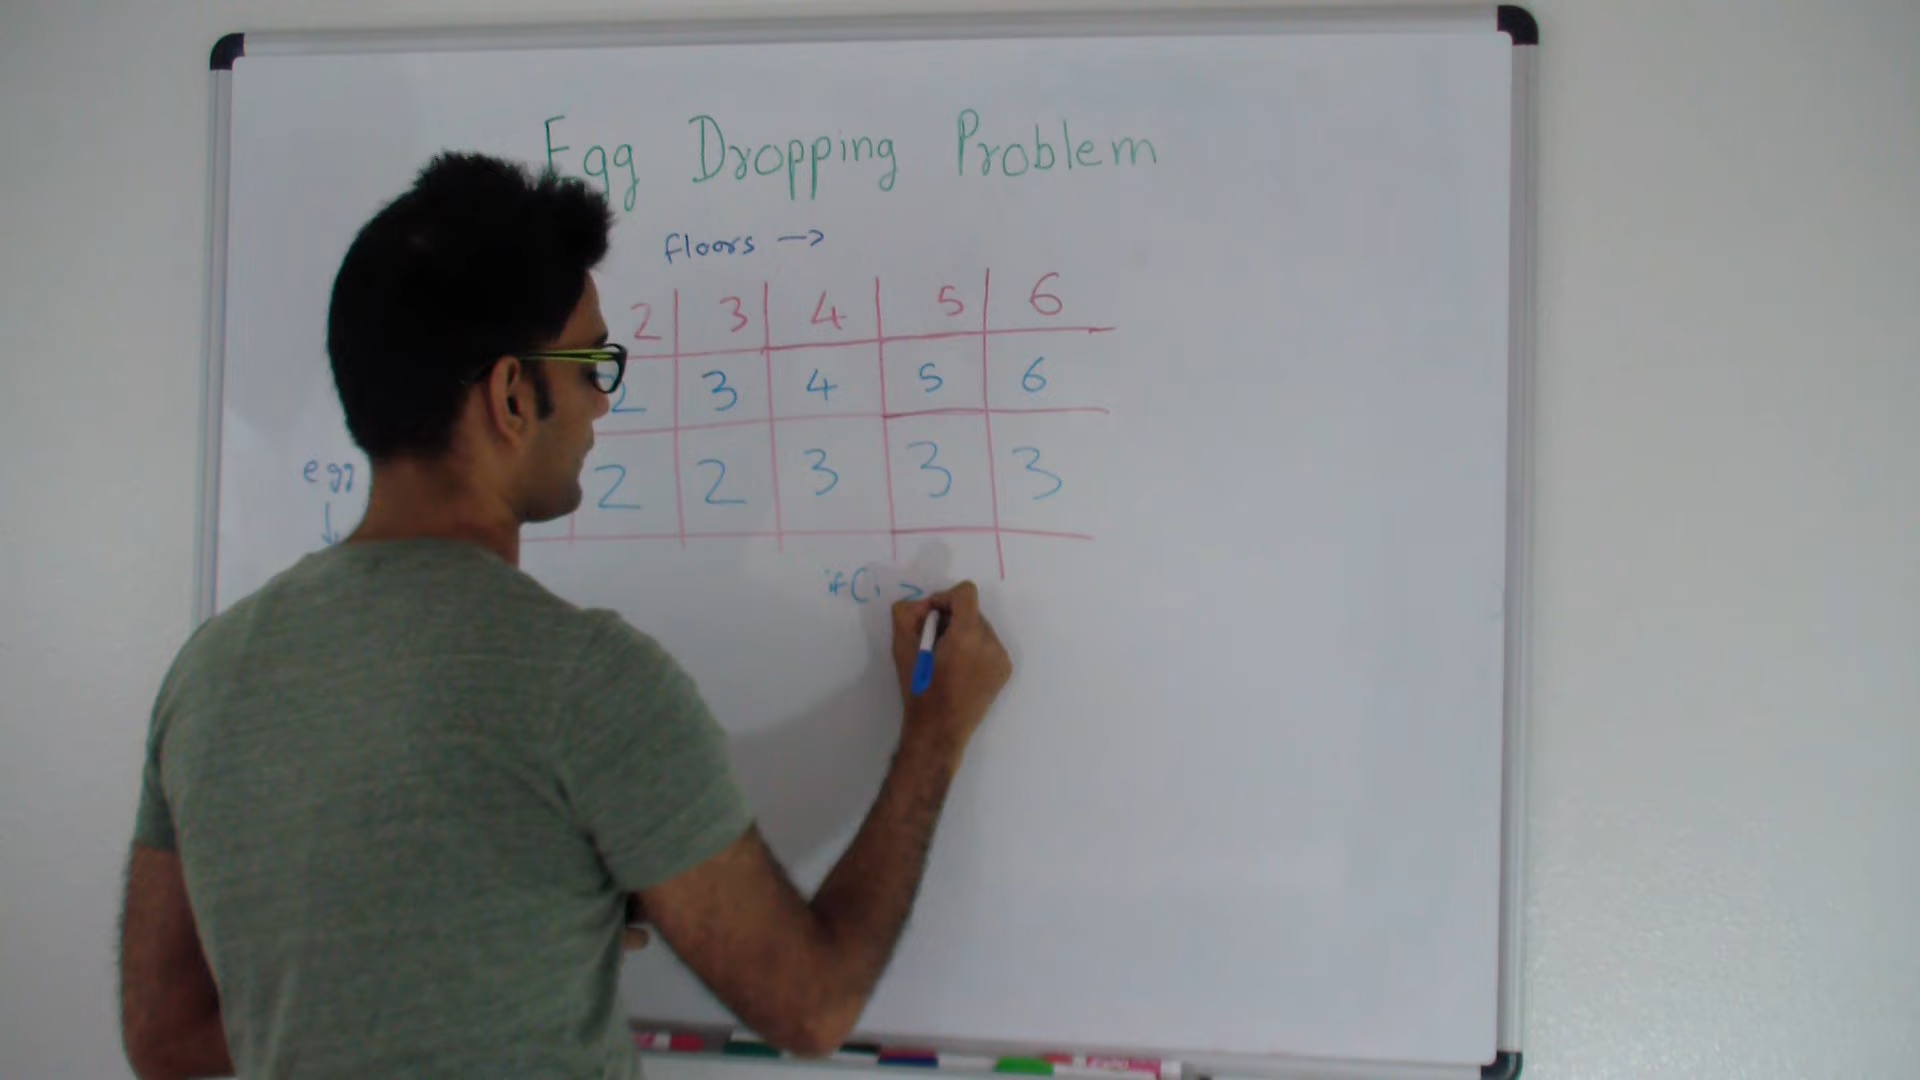 Egg Dropping Problem
floors →
2 3 4 5 6
2 3 4 5 6
egg 2 2 3 3 3
↓
if(i >